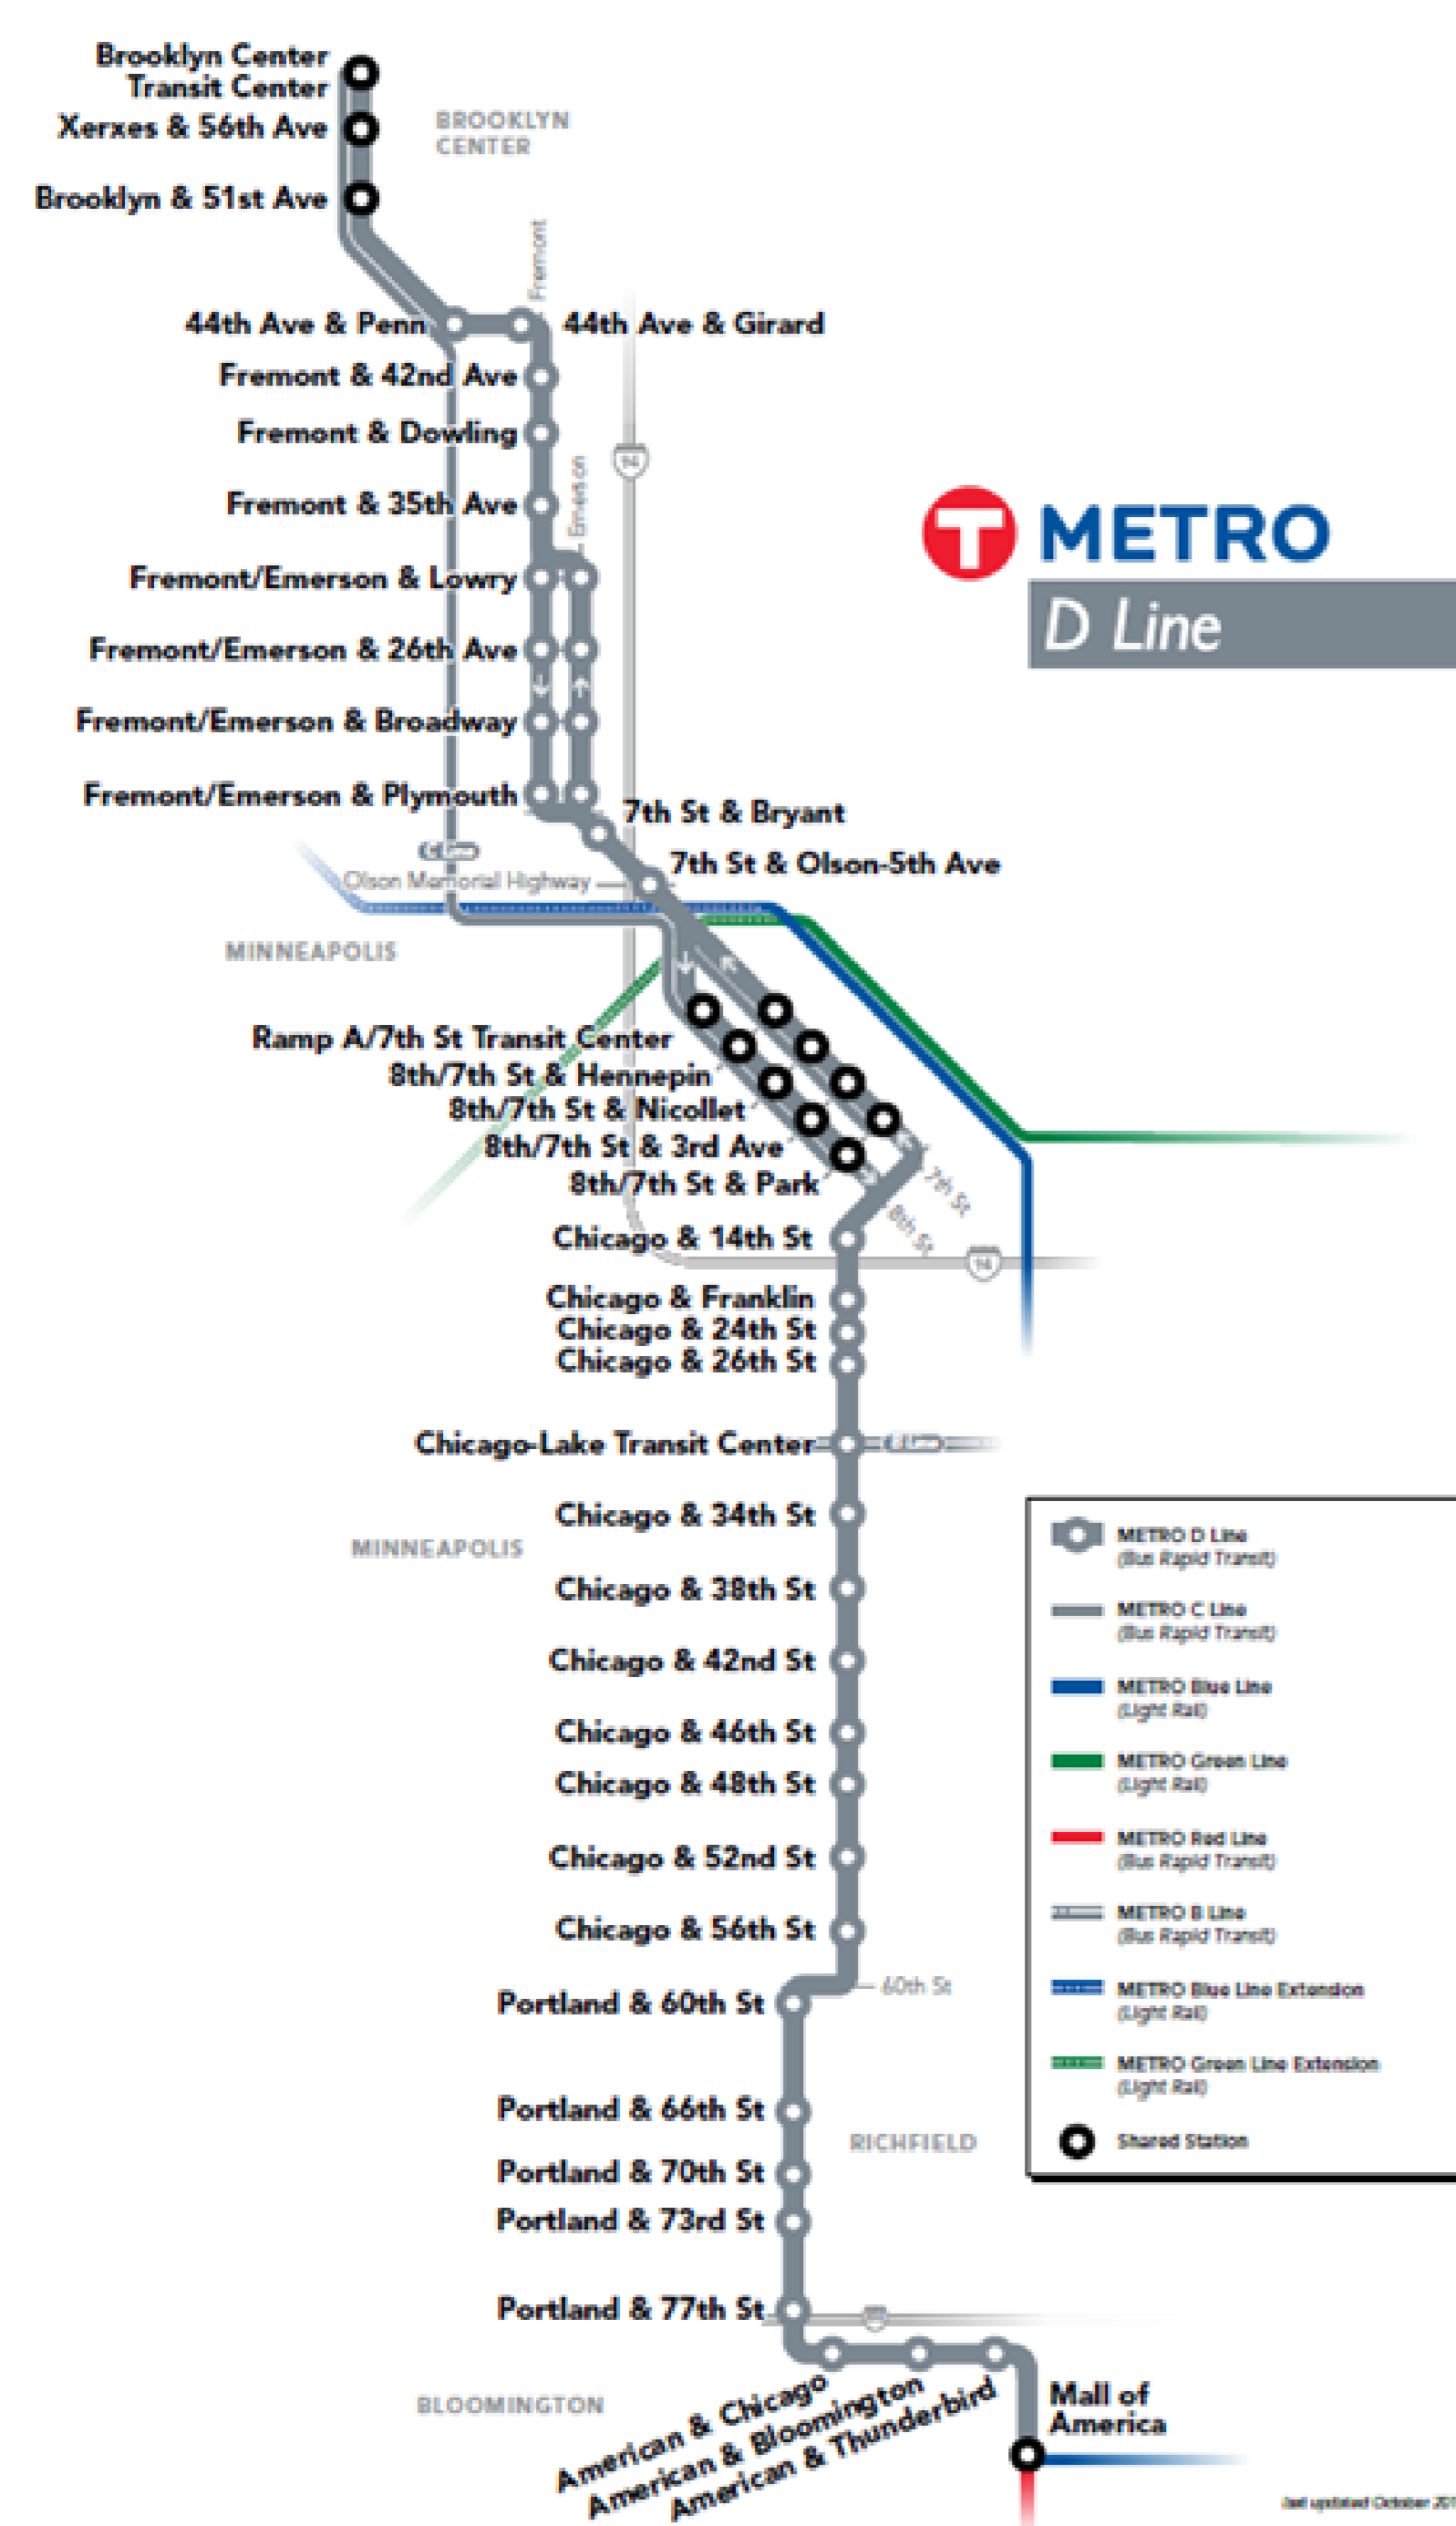 Brooklyn Center
Transit Center
Xerxes & 56th Ave
BROOKLYN
CENTER
Brooklyn & 51st Ave
Fremont
44th Ave & Penn
44th Ave & Girard
Fremont & 42nd Ave
Fremont & Dowling
94
Fremont & 35th Ave
Emerson
T METRO
D Line
Fremont/Emerson & Lowry
Fremont/Emerson & 26th Ave
Fremont/Emerson & Broadway
Fremont/Emerson & Plymouth
7th St & Bryant
7th St & Olson-5th Ave
Olson Memorial Highway
MINNEAPOLIS
Ramp A/7th St Transit Center
8th/7th St & Hennepin
8th/7th St & Nicollet
8th/7th St & 3rd Ave
8th/7th St & Park
7th St
8th St
Chicago & 14th St
94
Chicago & Franklin
Chicago & 24th St
Chicago & 26th St
Chicago-Lake Transit Center
Chicago & 34th St
MINNEAPOLIS
Chicago & 38th St
Chicago & 42nd St
Chicago & 46th St
Chicago & 48th St
Chicago & 52nd St
Chicago & 56th St
60th St
Portland & 60th St
Portland & 66th St
RICHFIELD
Portland & 70th St
Portland & 73rd St
Portland & 77th St
American & Chicago
American & Bloomington
American & Thunderbird
BLOOMINGTON
Mall of
America
METRO D Line
(Bus Rapid Transit)
METRO C Line
(Bus Rapid Transit)
METRO Blue Line
(Light Rail)
METRO Green Line
(Light Rail)
METRO Red Line
(Bus Rapid Transit)
METRO B Line
(Bus Rapid Transit)
METRO Blue Line Extension
(Light Rail)
METRO Green Line Extension
(Light Rail)
Shared Station
last updated October